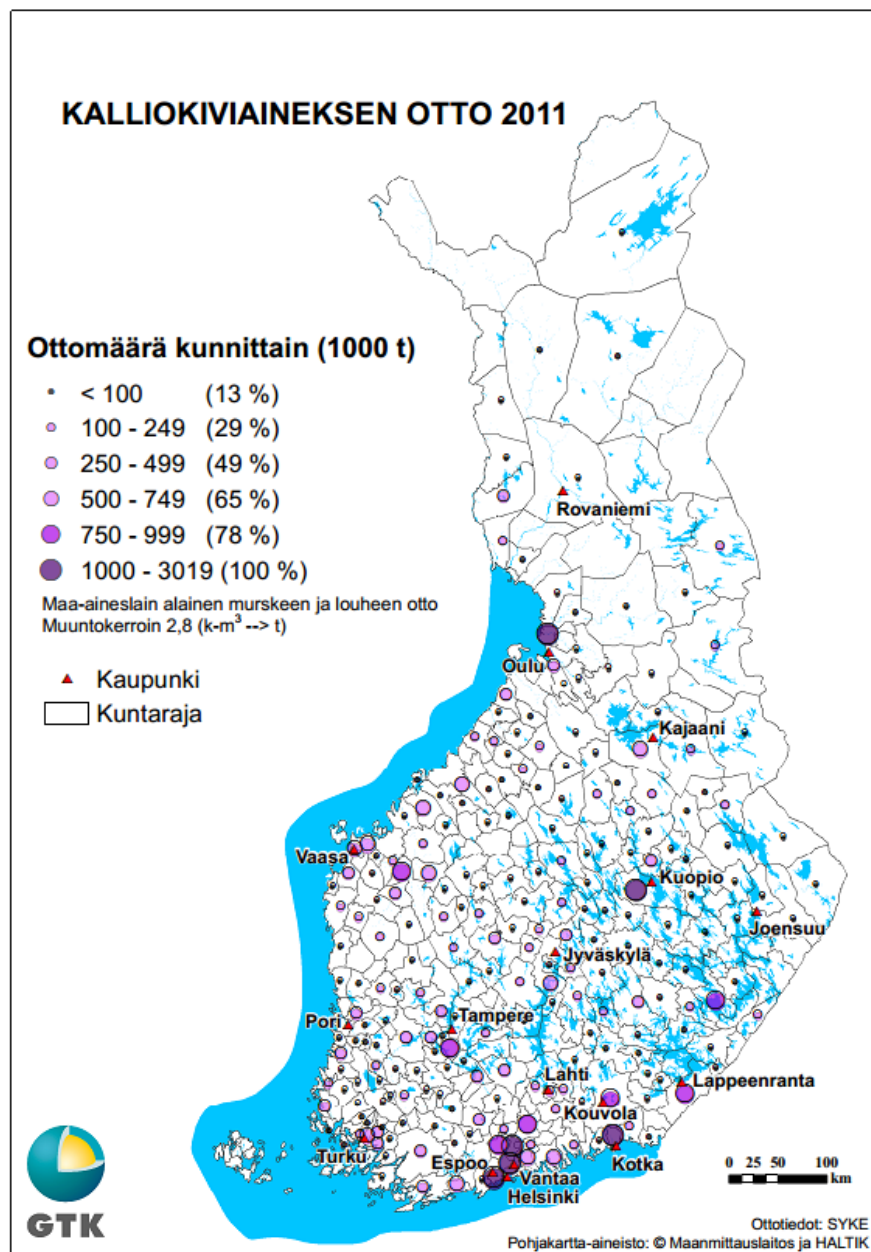 KALLIOKIVIAINEKSEN OTTO 2011
Ottomäärä kunnittain (1000 t)
< 100 (13 %)
100 - 249 (29 %)
250 - 499 (49 %)
500 - 749 (65 %)
750 - 999 (78 %)
1000 - 3019 (100 %)
Maa-aineslain alainen murskeen ja louheen otto
Muuntokerroin 2,8 (k-m³ --> t)
Kaupunki
Kuntaraja
Rovaniemi
Oulu
Kajaani
Vaasa
Kuopio
Joensuu
Jyväskylä
Pori
Tampere
Lahti
Lappeenranta
Kouvola
Turku
Espoo
Kotka
Vantaa
Helsinki
0 25 50 100
km
GTK
Ottotiedot: SYKE
Pohjakartta-aineisto: © Maanmittauslaitos ja HALTIK